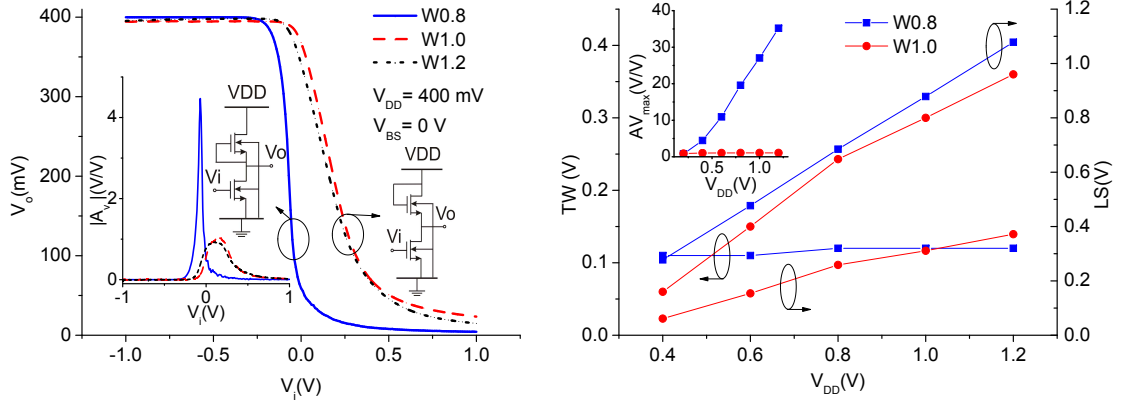 400
300
200
100
0
V_o(mV)
-1.0
-0.5
0.0
0.5
1.0
V_i(V)
W0.8
W1.0
W1.2
V_DD = 400 mV
V_BS = 0 V
4
2
0
|A_v|(V/V)
-1
0
1
V_i(V)
VDD
Vo
Vi
VDD
Vo
Vi
0.4
0.3
0.2
0.1
0.0
TW (V)
0.4
0.6
0.8
1.0
1.2
V_DD(V)
1.2
1.0
0.8
0.6
0.4
0.2
0.0
LS(V)
W0.8
W1.0
40
35
30
25
20
15
10
5
0
AV_max(V/V)
0.5
1.0
V_DD(V)